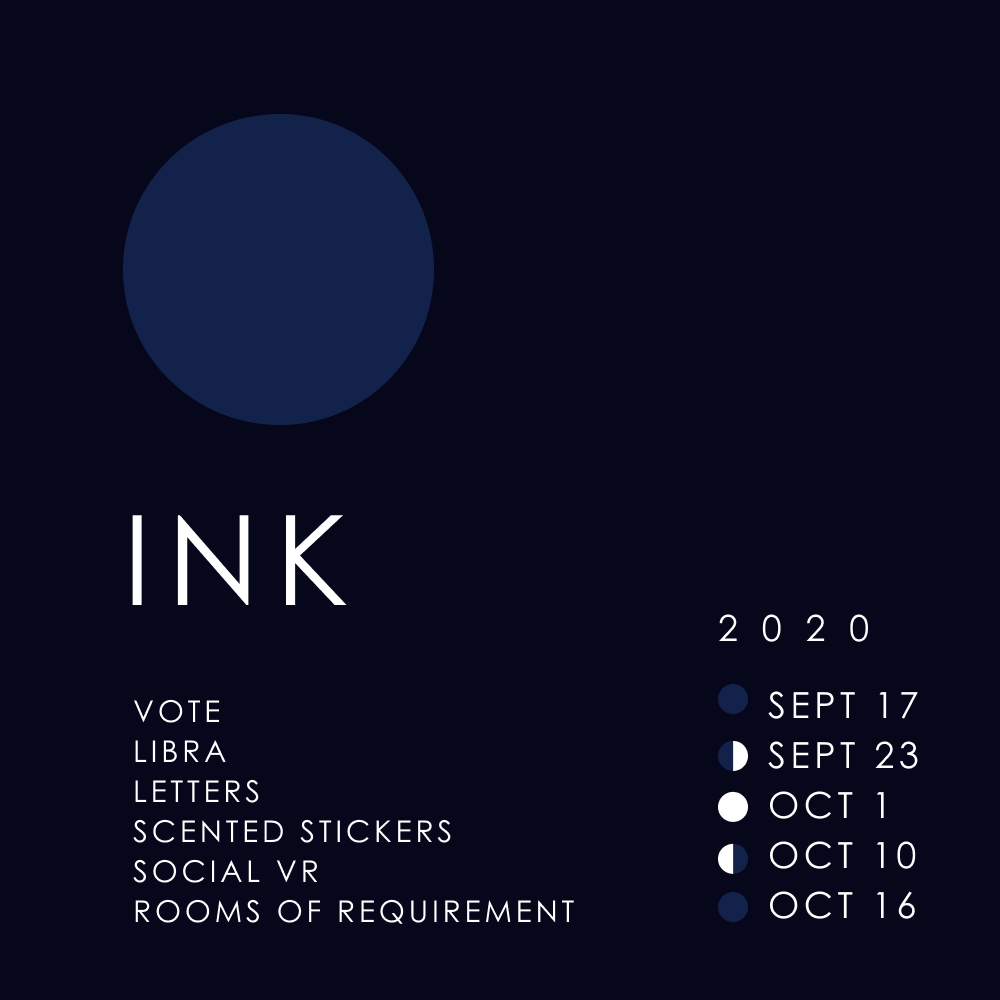 INK
VOTE
LIBRA
LETTERS
SCENTED STICKERS
SOCIAL VR
ROOMS OF REQUIREMENT
2020
SEPT 17
SEPT 23
OCT 1
OCT 10
OCT 16